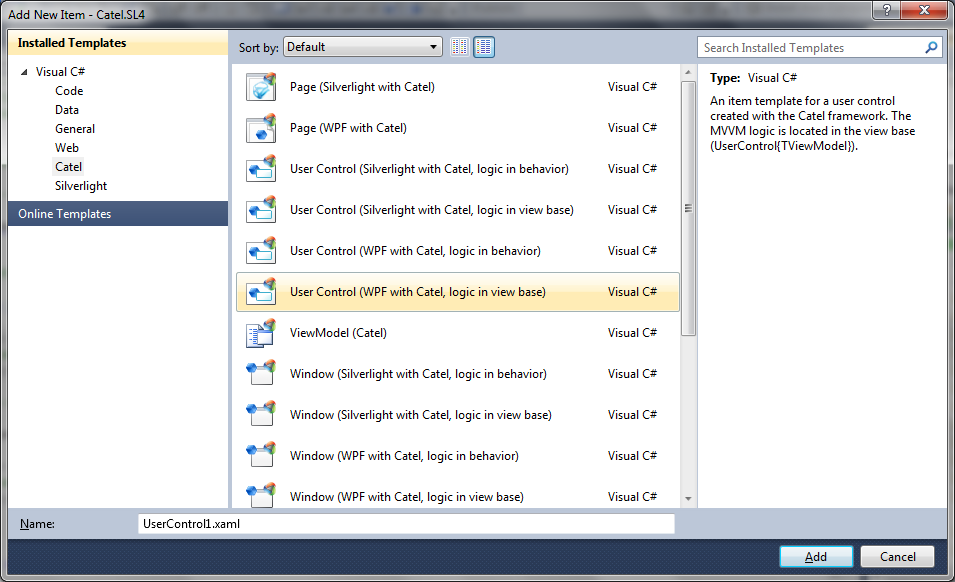 Add New Item - Catel.SL4
?
Installed Templates
Visual C#
Code
Data
General
Web
Catel
Silverlight
Online Templates
Sort by: Default
Page (Silverlight with Catel) Visual C#
Page (WPF with Catel) Visual C#
User Control (Silverlight with Catel, logic in behavior) Visual C#
User Control (Silverlight with Catel, logic in view base) Visual C#
User Control (WPF with Catel, logic in behavior) Visual C#
User Control (WPF with Catel, logic in view base) Visual C#
ViewModel (Catel) Visual C#
Window (Silverlight with Catel, logic in behavior) Visual C#
Window (Silverlight with Catel, logic in view base) Visual C#
Window (WPF with Catel, logic in behavior) Visual C#
Window (WPF with Catel, logic in view base) Visual C#
Search Installed Templates
Type: Visual C#
An item template for a user control
created with the Catel framework. The
MVVM logic is located in the view base
(UserControl{TViewModel}).
Name: UserControl1.xaml
Add Cancel